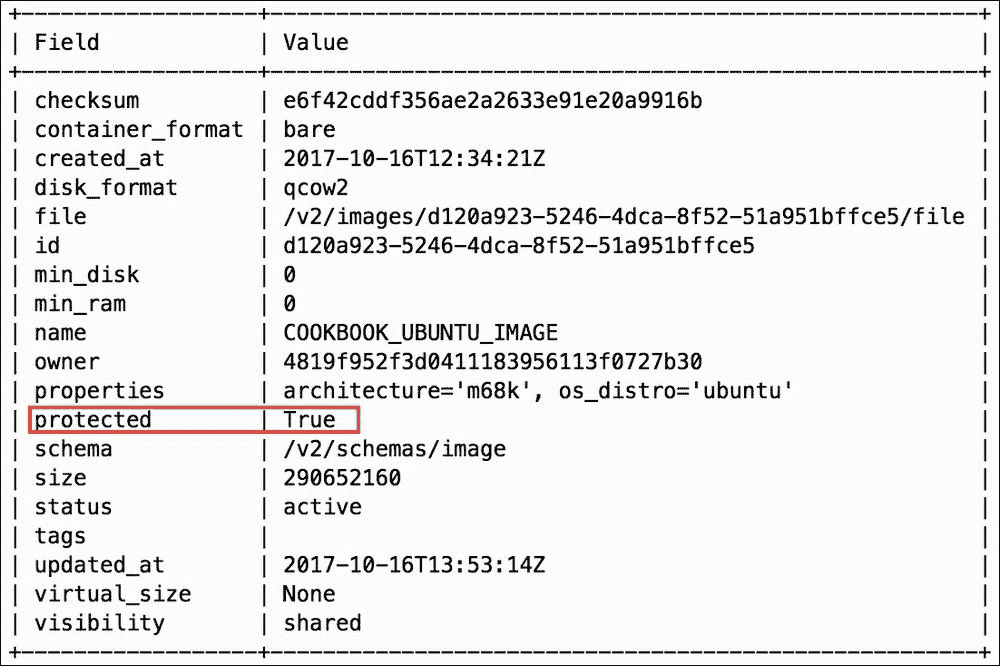 +------------------+------------------------------------------------------+
| Field | Value |
+------------------+------------------------------------------------------+
| checksum | e6f42cddf356ae2a2633e91e20a9916b |
| container_format | bare |
| created_at | 2017-10-16T12:34:21Z |
| disk_format | qcow2 |
| file | /v2/images/d120a923-5246-4dca-8f52-51a951bffce5/file |
| id | d120a923-5246-4dca-8f52-51a951bffce5 |
| min_disk | 0 |
| min_ram | 0 |
| name | COOKBOOK_UBUNTU_IMAGE |
| owner | 4819f952f3d0411183956113f0727b30 |
| properties | architecture='m68k', os_distro='ubuntu' |
| protected | True |
| schema | /v2/schemas/image |
| size | 290652160 |
| status | active |
| tags | |
| updated_at | 2017-10-16T13:53:14Z |
| virtual_size | None |
| visibility | shared |
+------------------+------------------------------------------------------+